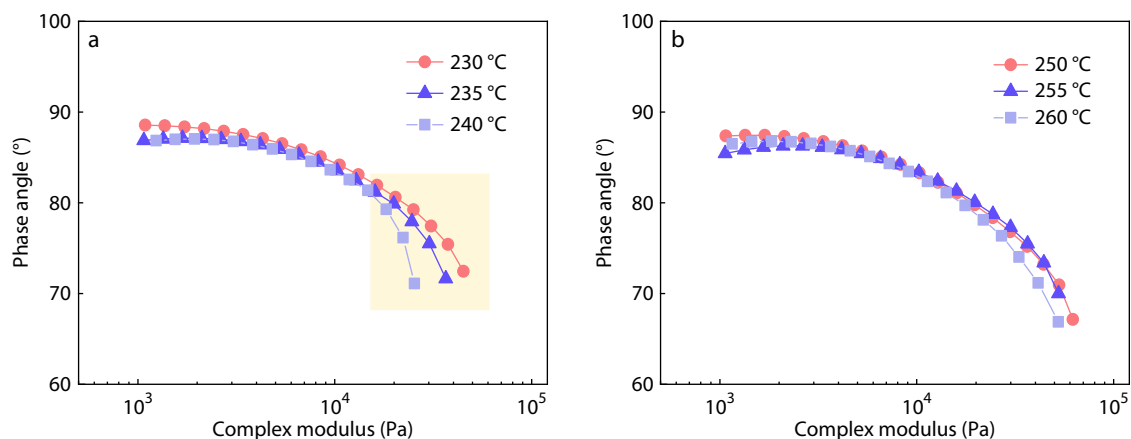 a
230 °C
235 °C
240 °C
100
90
80
70
60
Phase angle (°)
10³
10⁴
10⁵
Complex modulus (Pa)
b
250 °C
255 °C
260 °C
100
90
80
70
60
Phase angle (°)
10³
10⁴
10⁵
Complex modulus (Pa)